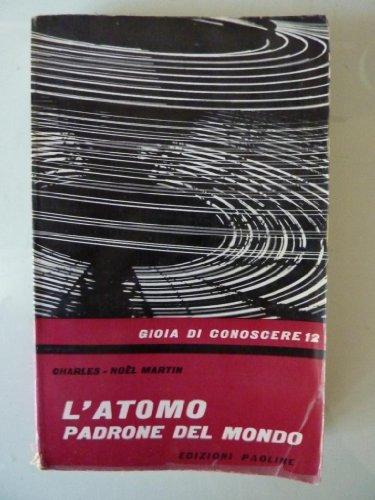 GIOIA DI CONOSCERE 12
CHARLES - NOËL MARTIN
L'ATOMO
PADRONE DEL MONDO
EDIZIONI PAOLINE